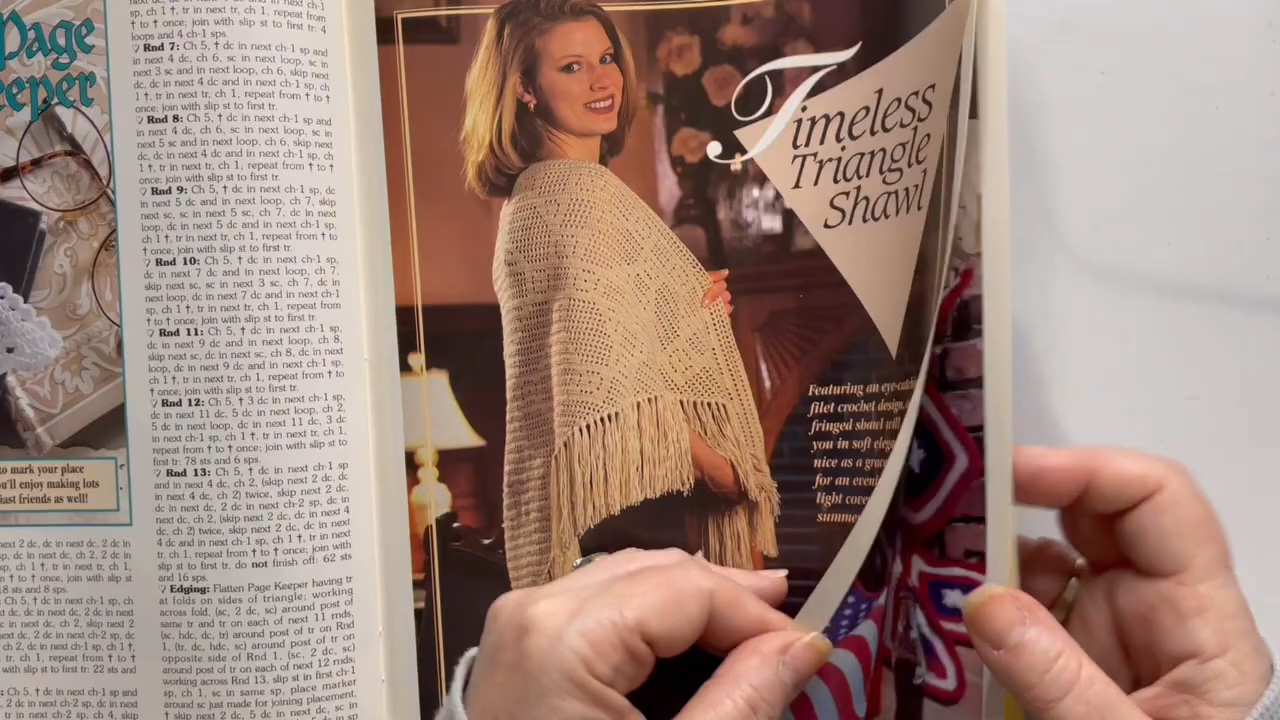 Page
eeper
to mark your place
u'll enjoy making lots
iast friends as well!
next 2 dc, dc in next dc, 2 dc in
sp, dc in next dc, ch 2, 2 dc in
n † to † once; join with slip st
8 sts and 8 sps.
Ch 5, † dc in next ch-1 sp, ch
dc, dc in next 4 dc and in next
in next dc, ch 2, skip next 2
dc, 2 dc in next ch-2 sp, dc in
ch 2, dc in next ch-1 sp, ch 1
tr, ch 1, repeat from † to † once;
with slip st to first tr: 22 sts and
Ch 5, † dc in next ch-1 sp and
2 dc in next ch-2 sp, dc in
next ch-2 sp, ch 4, skip
sp, ch 1 †, tr in next tr, ch 1, repeat from
† to † once; join with slip st to first tr: 4
loops and 4 ch-1 sps.
♡ Rnd 7: Ch 5, † dc in next ch-1 sp and
in next 4 dc, ch 6, sc in next loop, sc in
next 3 sc and in next loop, ch 6, skip next
dc, dc in next 4 dc and in next ch-1 sp, ch
1 †, tr in next tr, ch 1, repeat from † to †
once; join with slip st to first tr.
♡ Rnd 8: Ch 5, † dc in next ch-1 sp and
in next 4 dc, ch 6, sc in next loop, sc in
next 5 sc and in next loop, ch 6, skip next
dc, dc in next 4 dc and in next ch-1 sp, ch
1 †, tr in next tr, ch 1, repeat from † to †
once; join with slip st to first tr.
♡ Rnd 9: Ch 5, † dc in next ch-1 sp, dc
in next 5 dc and in next loop, ch 7, skip
next sc, sc in next 5 sc, ch 7, dc in next
loop, dc in next 5 dc and in next ch-1 sp,
ch 1 †, tr in next tr, ch 1, repeat from † to
† once; join with slip st to first tr.
♡ Rnd 10: Ch 5, † dc in next ch-1 sp,
dc in next 7 dc and in next loop, ch 7,
skip next sc, sc in next 3 sc, ch 7, dc in
next loop, dc in next 7 dc and in next ch-1
sp, ch 1 †, tr in next tr, ch 1, repeat from
† to † once; join with slip st to first tr.
♡ Rnd 11: Ch 5, † dc in next ch-1 sp,
dc in next 9 dc and in next loop, ch 8,
skip next sc, dc in next sc, ch 8, dc in next
loop, dc in next 9 dc and in next ch-1 sp,
ch 1 †, tr in next tr, ch 1, repeat from † to
† once; join with slip st to first tr.
♡ Rnd 12: Ch 5, † 3 dc in next ch-1 sp,
dc in next 11 dc, 5 dc in next loop, ch 2,
5 dc in next loop, dc in next 11 dc, 3 dc
in next ch-1 sp, ch 1 †, tr in next tr, ch 1,
repeat from † to † once; join with slip st to
first tr: 78 sts and 6 sps.
♡ Rnd 13: Ch 5, † dc in next ch-1 sp
and in next 4 dc, ch 2, (skip next 2 dc, dc
in next 4 dc, ch 2) twice, skip next 2 dc,
dc in next 2 dc, 2 dc in next ch-2 sp, dc in
next dc, ch 2, (skip next 2 dc, dc in next 4
dc, ch 2) twice, skip next 2 dc, dc in next
4 dc and in next ch-1 sp, ch 1 †, tr in next
tr, ch 1, repeat from † to † once; join with
slip st to first tr, do not finish off: 62 sts
and 16 sps.
♡ Edging: Flatten Page Keeper having tr
at folds on sides of triangle; working
across fold, (sc, 2 dc, sc) around post of
same tr and tr on each of next 11 rnds,
(sc, hdc, dc, tr) around post of tr on Rnd
1, (tr, dc, hdc, sc) around post of tr on
opposite side of Rnd 1, (sc, 2 dc, sc)
around post of tr on each of next 12 rnds;
working across Rnd 13, slip st in first ch-1
sp, ch 1, sc in same sp, place marker
around sc just made for joining placement,
† skip next 2 dc, 5 dc in next dc, sc in
Timeless
Triangle
Shawl
Featuring an eye-catchi
filet crochet design,
fringed shawl will
you in soft eleg
nice as a grac
for an eveni
light cove
summe